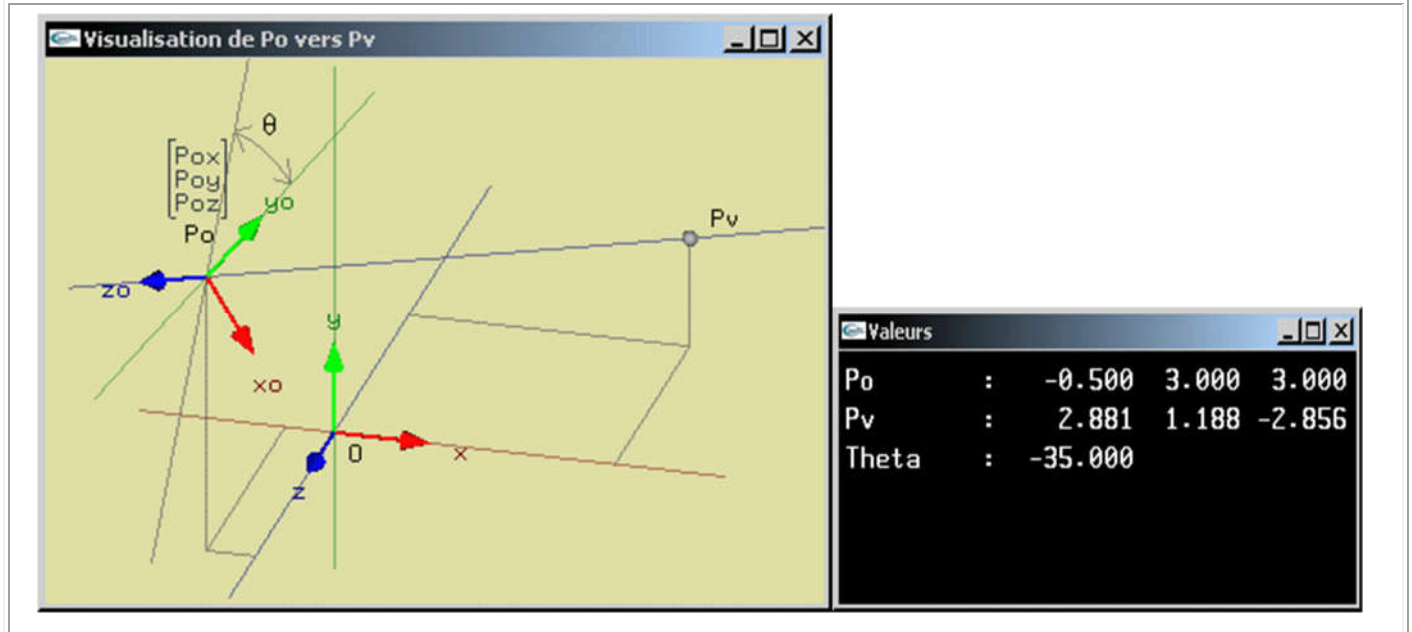 Visualisation de Po vers Pv
θ
Pox
Poy
Poz
yo
Po
Pv
zo
y
xo
O
x
z
Valeurs
Po : -0.500 3.000 3.000
Pv : 2.881 1.188 -2.856
Theta : -35.000